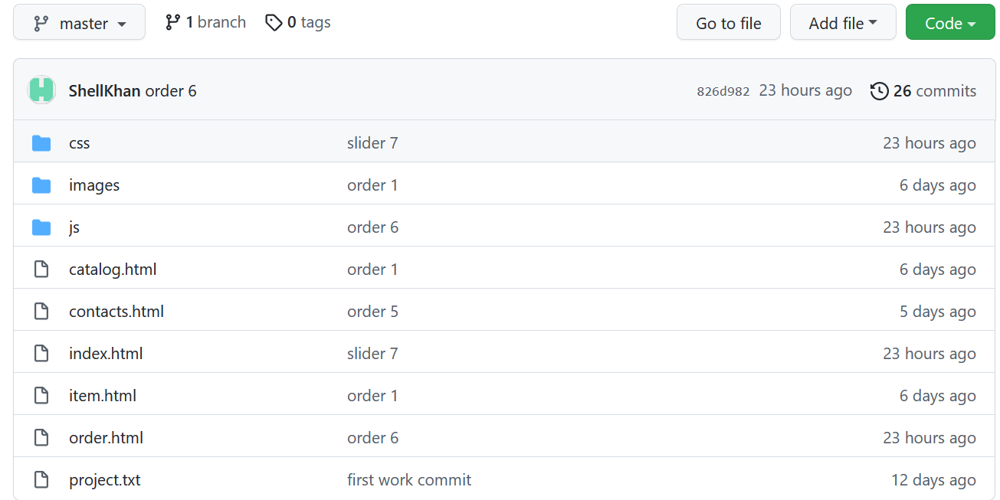 master 1 branch 0 tags Go to file Add file Code
ShellKhan order 6 826d982 23 hours ago 26 commits
css slider 7 23 hours ago
images order 1 6 days ago
js order 6 23 hours ago
catalog.html order 1 6 days ago
contacts.html order 5 5 days ago
index.html slider 7 23 hours ago
item.html order 1 6 days ago
order.html order 6 23 hours ago
project.txt first work commit 12 days ago